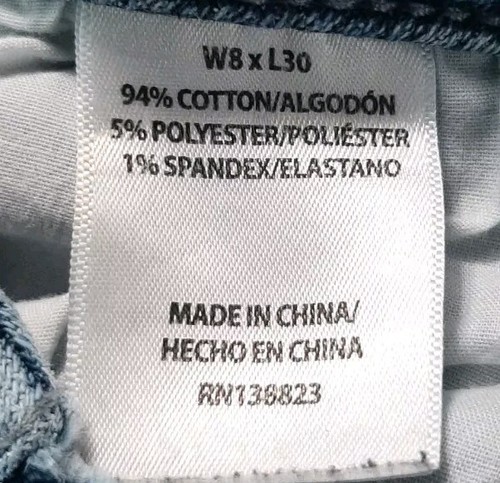 W8 x L30
94% COTTON/ALGODÓN
5% POLYESTER/POLIÉSTER
1% SPANDEX/ELASTANO
MADE IN CHINA/
HECHO EN CHINA
RN138823